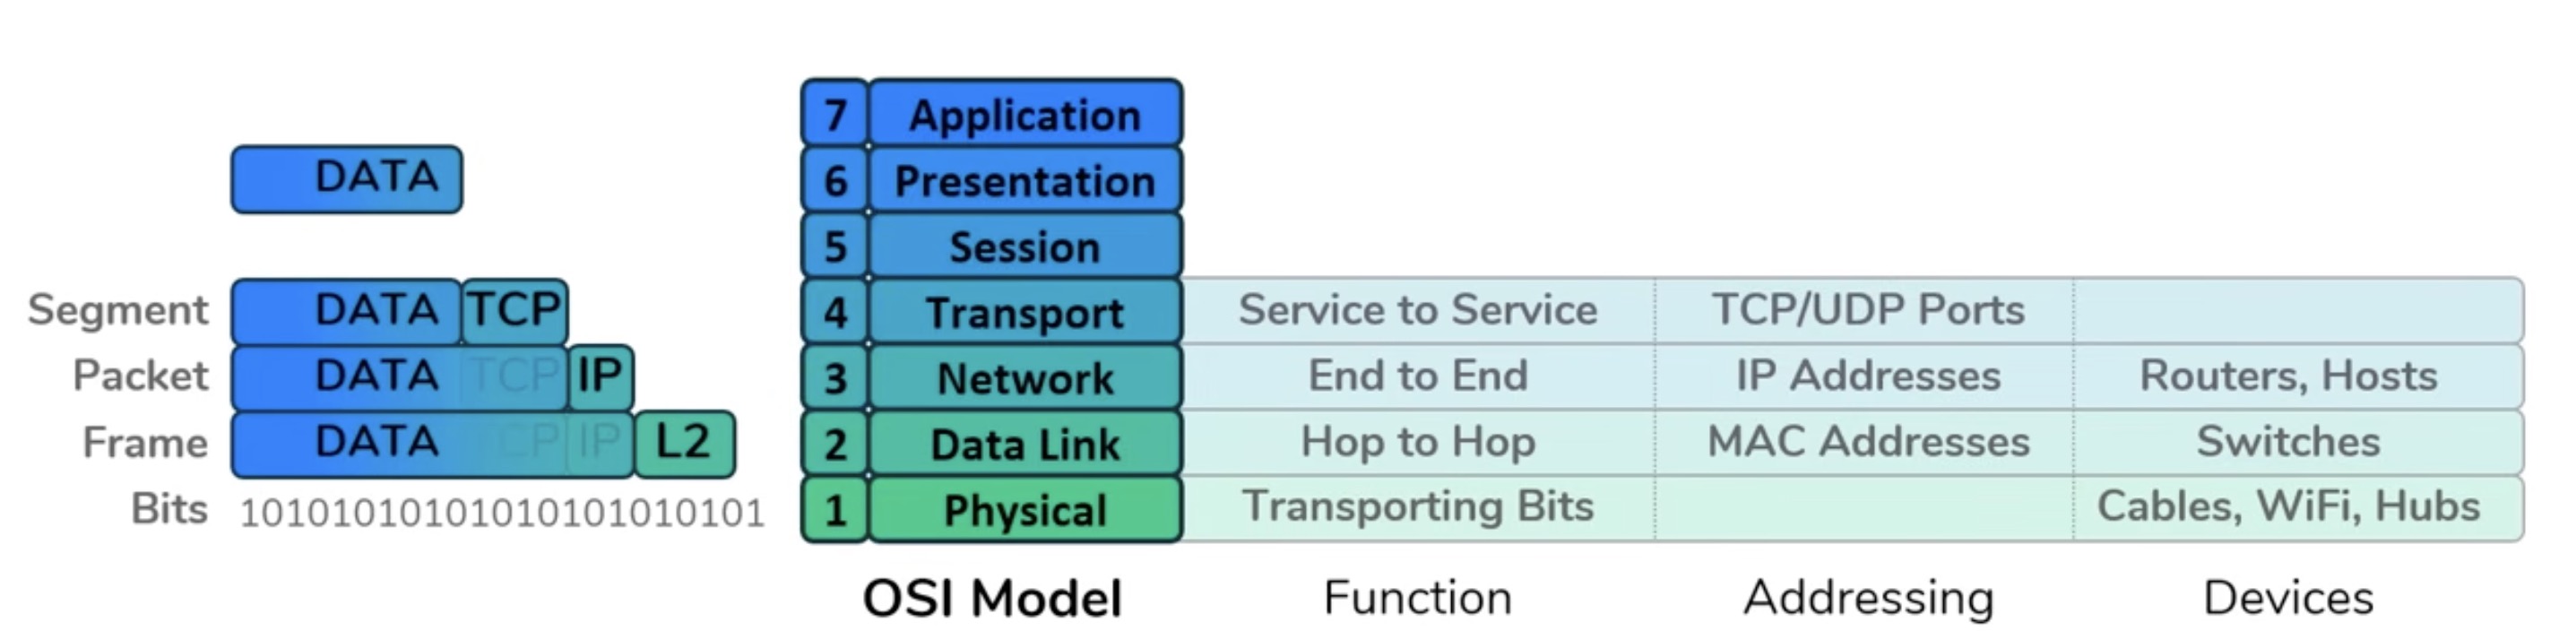 7 Application
DATA 6 Presentation
5 Session
Segment DATA TCP 4 Transport Service to Service TCP/UDP Ports
Packet DATA TCP IP 3 Network End to End IP Addresses Routers, Hosts
Frame DATA TCP IP L2 2 Data Link Hop to Hop MAC Addresses Switches
Bits 10101010101010101010101 1 Physical Transporting Bits Cables, WiFi, Hubs
OSI Model Function Addressing Devices